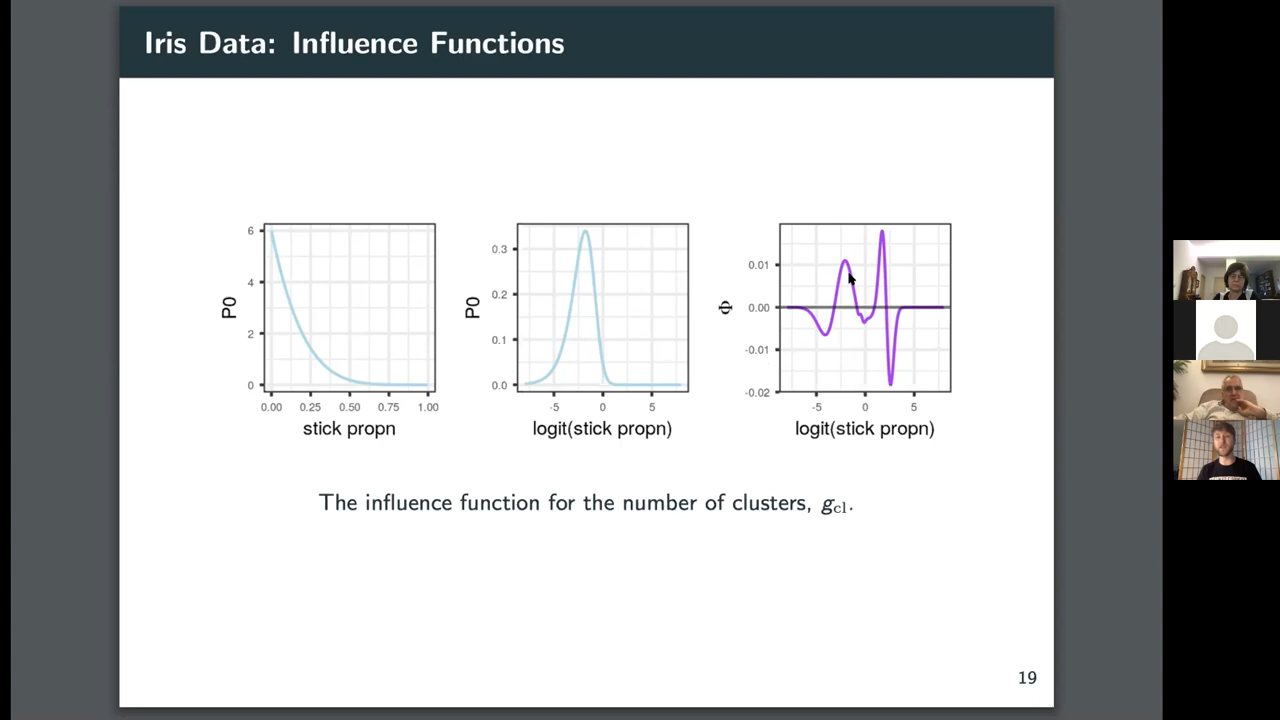 Iris Data: Influence Functions
6
4
2
0
P0
0.00 0.25 0.50 0.75 1.00
stick propn
0.3
0.2
0.1
0.0
P0
-5 0 5
logit(stick propn)
0.01
0.00
-0.01
-0.02
Φ
-5 0 5
logit(stick propn)
The influence function for the number of clusters, gcl.
19